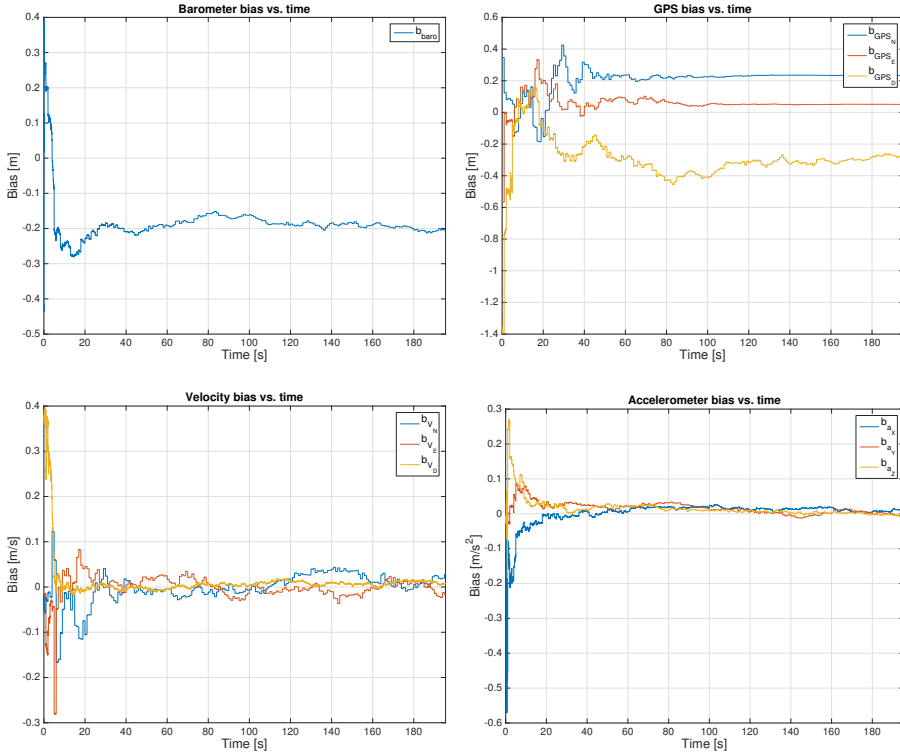 Barometer bias vs. time
0.4
0.3
0.2
0.1
0
-0.1
-0.2
-0.3
-0.4
-0.5
Bias [m]
b_baro
0 20 40 60 80 100 120 140 160 180
Time [s]
GPS bias vs. time
0.6
0.4
0.2
0
-0.2
-0.4
-0.6
-0.8
-1
-1.2
-1.4
Bias [m]
b_GPS_N
b_GPS_E
b_GPS_D
0 20 40 60 80 100 120 140 160 180
Time [s]
Velocity bias vs. time
0.4
0.3
0.2
0.1
0
-0.1
-0.2
-0.3
Bias [m/s]
b_V_N
b_V_E
b_V_D
0 20 40 60 80 100 120 140 160 180
Time [s]
Accelerometer bias vs. time
0.3
0.2
0.1
0
-0.1
-0.2
-0.3
-0.4
-0.5
-0.6
Bias [m/s²]
b_a_X
b_a_Y
b_a_Z
0 20 40 60 80 100 120 140 160 180
Time [s]